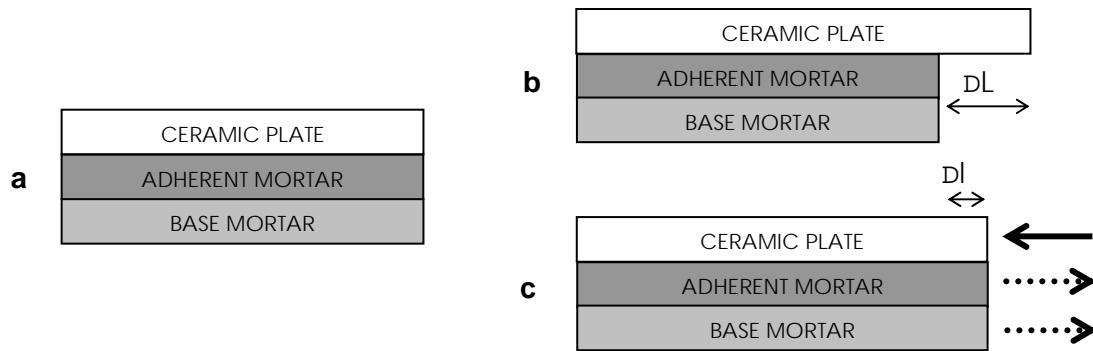 a
CERAMIC PLATE
ADHERENT MORTAR
BASE MORTAR
b
CERAMIC PLATE
ADHERENT MORTAR
BASE MORTAR
DL
Dl
c
CERAMIC PLATE
ADHERENT MORTAR
BASE MORTAR